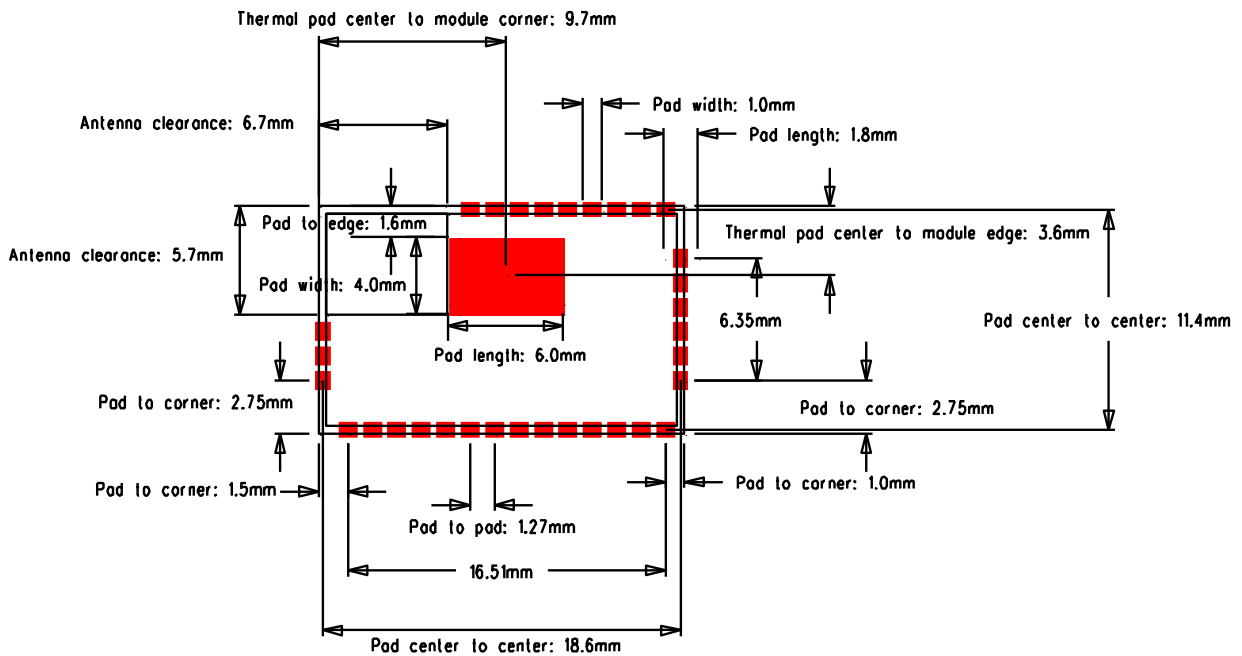 Thermal pad center to module corner: 9.7mm
Pad width: 1.0mm
Antenna clearance: 6.7mm
Pad length: 1.8mm
Pad to edge: 1.6mm
Thermal pad center to module edge: 3.6mm
Antenna clearance: 5.7mm
Pad width: 4.0mm
6.35mm
Pad center to center: 11.4mm
Pad length: 6.0mm
Pad to corner: 2.75mm
Pad to corner: 2.75mm
Pad to corner: 1.5mm
Pad to corner: 1.0mm
Pad to pad: 1.27mm
16.51mm
Pad center to center: 18.6mm